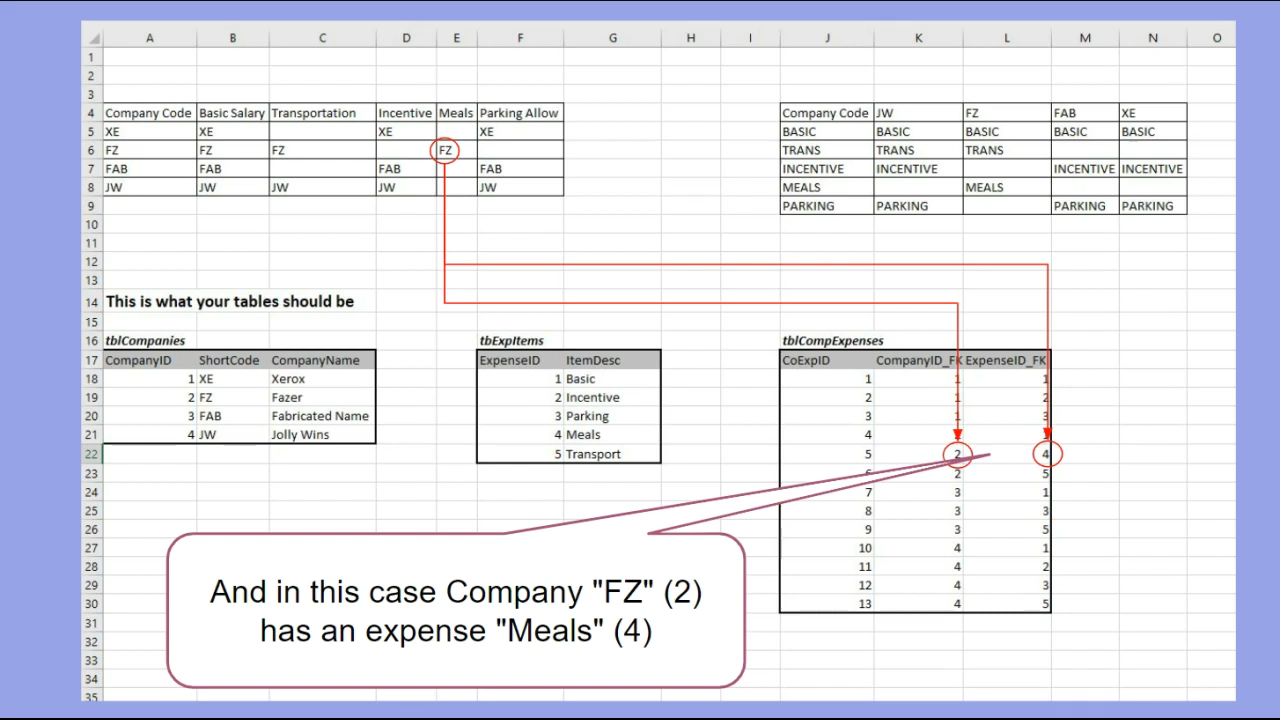 A B C D E F G H I J K L M N O
1
2
3
4 Company Code Basic Salary Transportation Incentive Meals Parking Allow Company Code JW FZ FAB XE
5 XE XE XE XE BASIC BASIC BASIC BASIC BASIC
6 FZ FZ FZ FZ TRANS TRANS TRANS
7 FAB FAB FAB FAB INCENTIVE INCENTIVE INCENTIVE INCENTIVE
8 JW JW JW JW JW MEALS MEALS
9 PARKING PARKING PARKING PARKING
10
11
12
13
14 This is what your tables should be
15
16 tblCompanies tbExpItems tblCompExpenses
17 CompanyID ShortCode CompanyName ExpenseID ItemDesc CoExpID CompanyID_FK ExpenseID_FK
18 1 XE Xerox 1 Basic 1 1 1
19 2 FZ Fazer 2 Incentive 2 1 2
20 3 FAB Fabricated Name 3 Parking 3 1 3
21 4 JW Jolly Wins 4 Meals 4
22 5 Transport 5 2 4
23 2 5
24 7 3 1
25 8 3 3
26 9 3 5
27 10 4 1
28 11 4 2
29 12 4 3
30 13 4 5
31
32
33
34
35
And in this case Company "FZ" (2)
has an expense "Meals" (4)